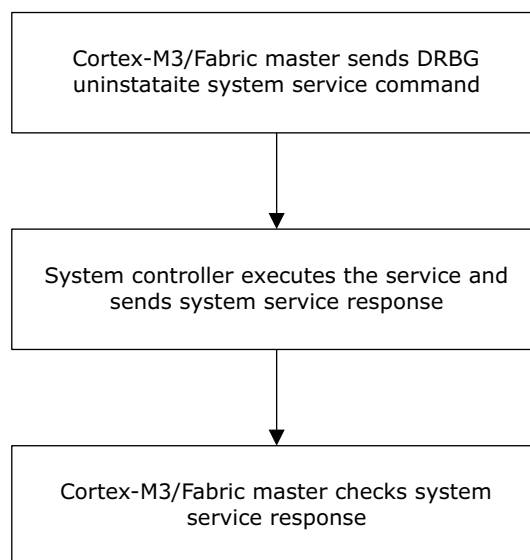 Cortex-M3/Fabric master sends DRBG
uninstataite system service command
System controller executes the service and
sends system service response
Cortex-M3/Fabric master checks system
service response